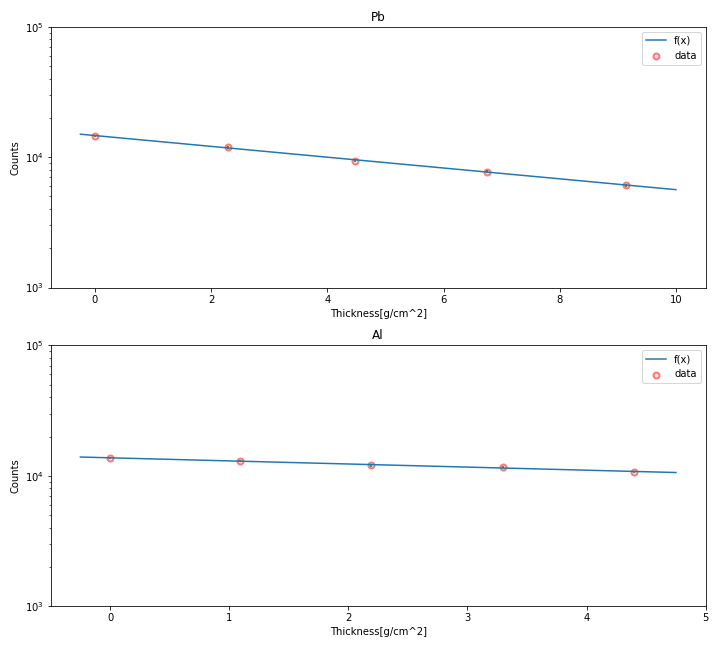 Pb
10^5
f(x)
data
10^4
Counts
10^3
0 2 4 6 8 10
Thickness[g/cm^2]
Al
10^5
f(x)
data
10^4
Counts
10^3
0 1 2 3 4 5
Thickness[g/cm^2]